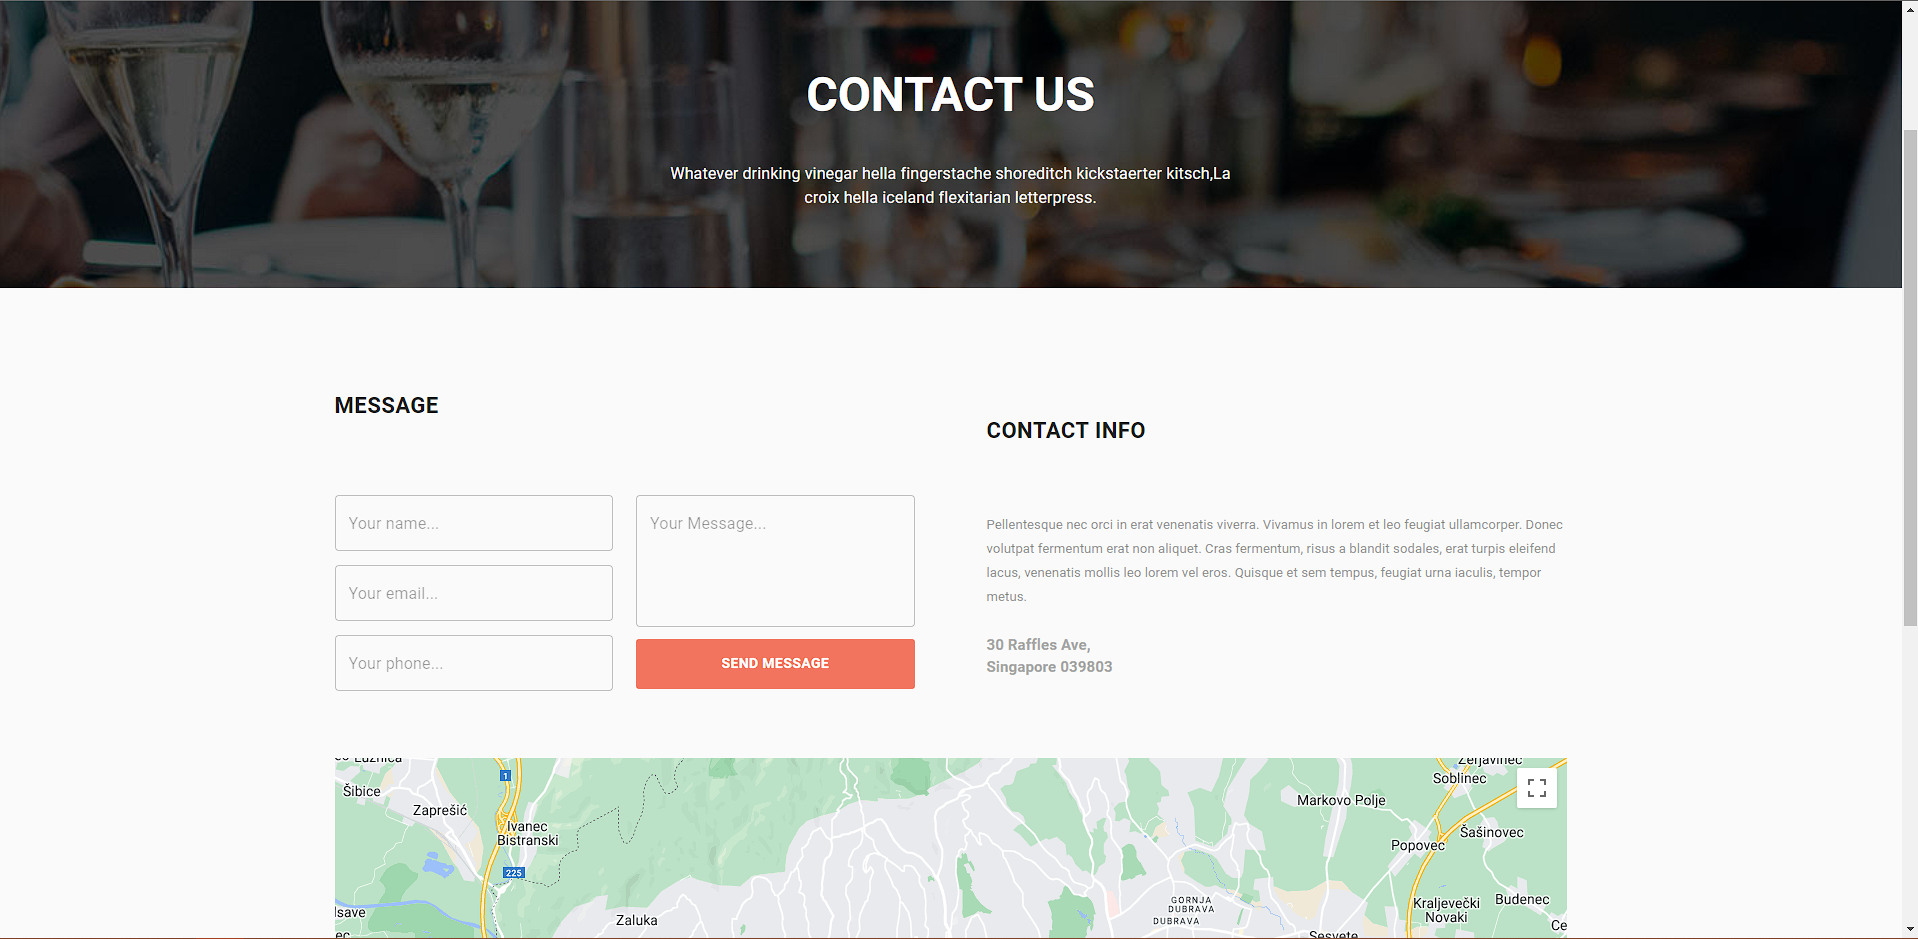 CONTACT US
Whatever drinking vinegar hella fingerstache shoreditch kickstaerter kitsch,La
croix hella iceland flexitarian letterpress.
MESSAGE
Your name...
Your email...
Your phone...
Your Message...
SEND MESSAGE
CONTACT INFO
Pellentesque nec orci in erat venenatis viverra. Vivamus in lorem et leo feugiat ullamcorper. Donec
volutpat fermentum erat non aliquet. Cras fermentum, risus a blandit sodales, erat turpis eleifend
lacus, venenatis mollis leo lorem vel eros. Quisque et sem tempus, feugiat urna iaculis, tempor
metus.
30 Raffles Ave,
Singapore 039803
Šibice
Zaprešić
1
Ivanec
Bistranski
225
Zaluka
GORNJA
DUBRAVA
DUBRAVA
Sesvete
Markovo Polje
Soblinec
Šašinovec
Popovec
Kraljevečki
Novaki
Budenec